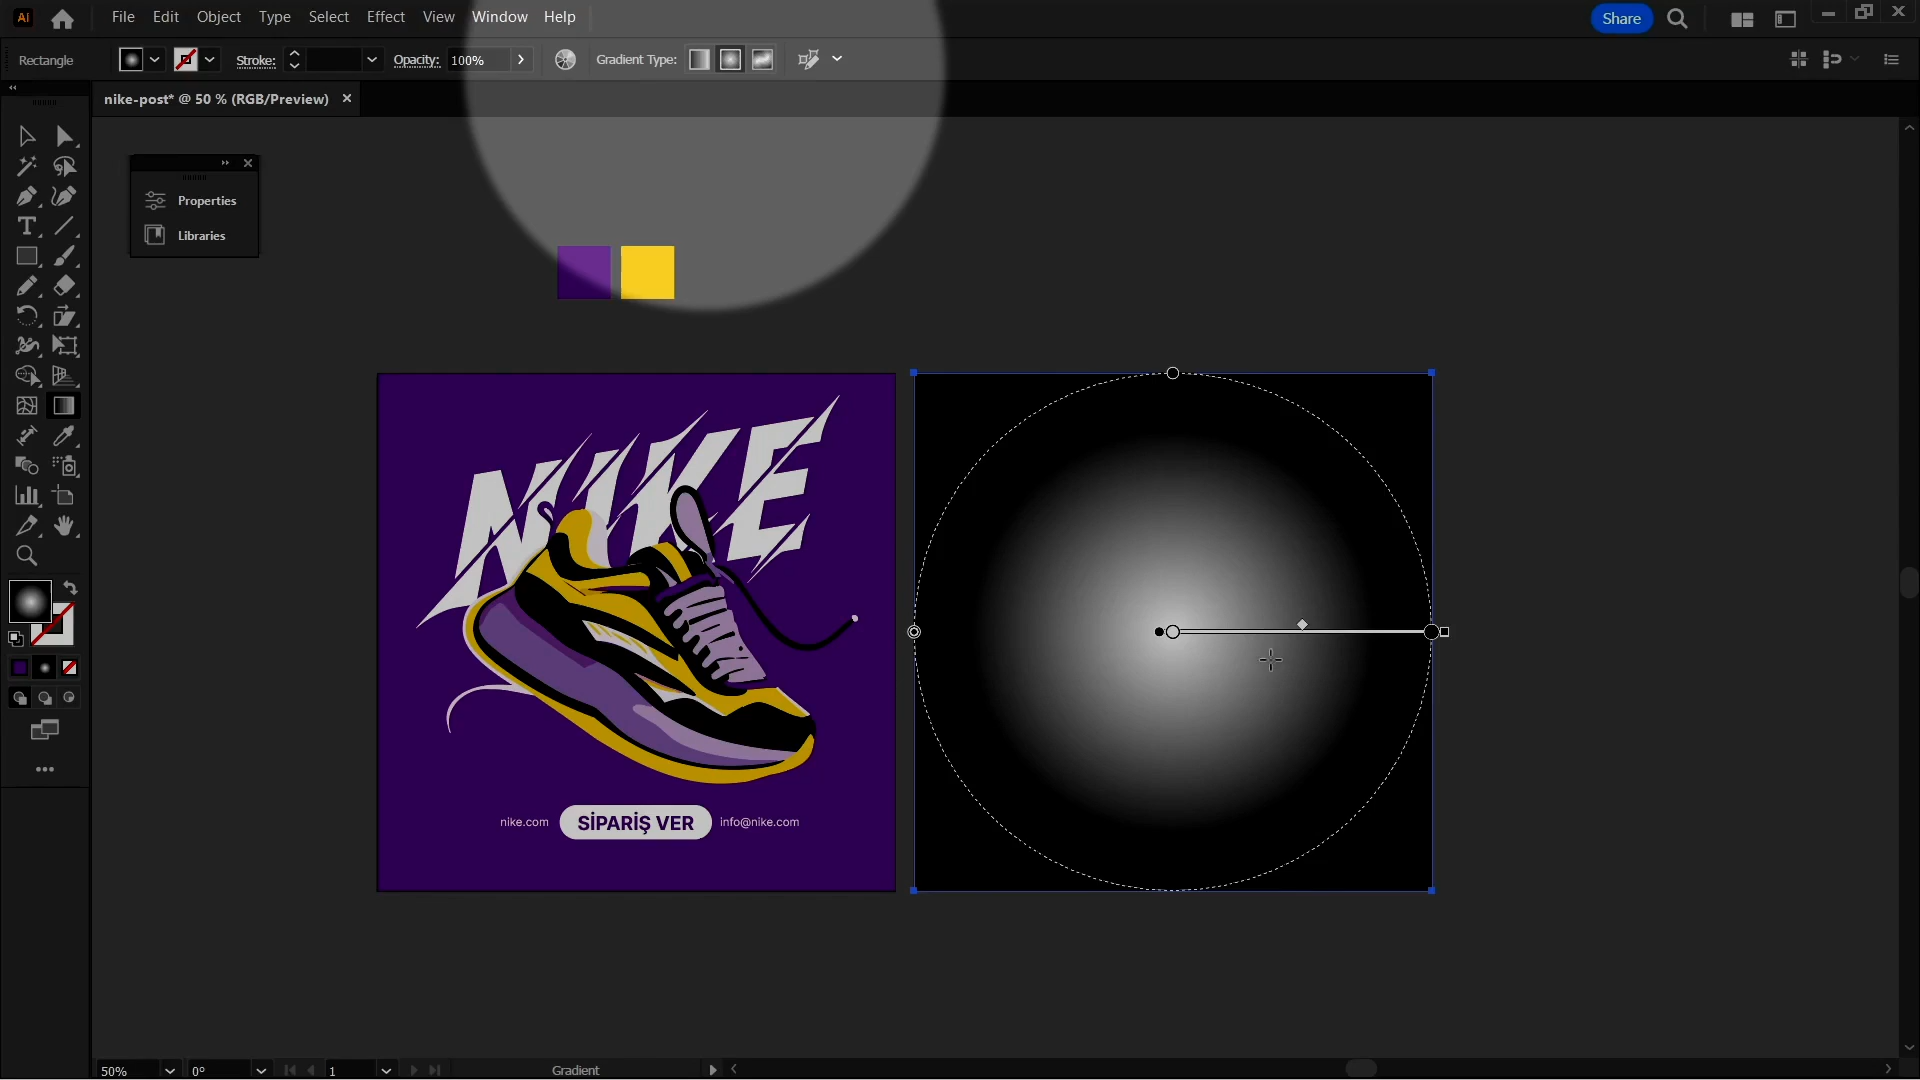 Ai File Edit Object Type Select Effect View Window Help Share
Rectangle Stroke: Opacity: 100% Gradient Type:
nike-post* @ 50 % (RGB/Preview)
Properties
Libraries
NIKE
nike.com SİPARİŞ VER info@nike.com
50% 0° 1 Gradient